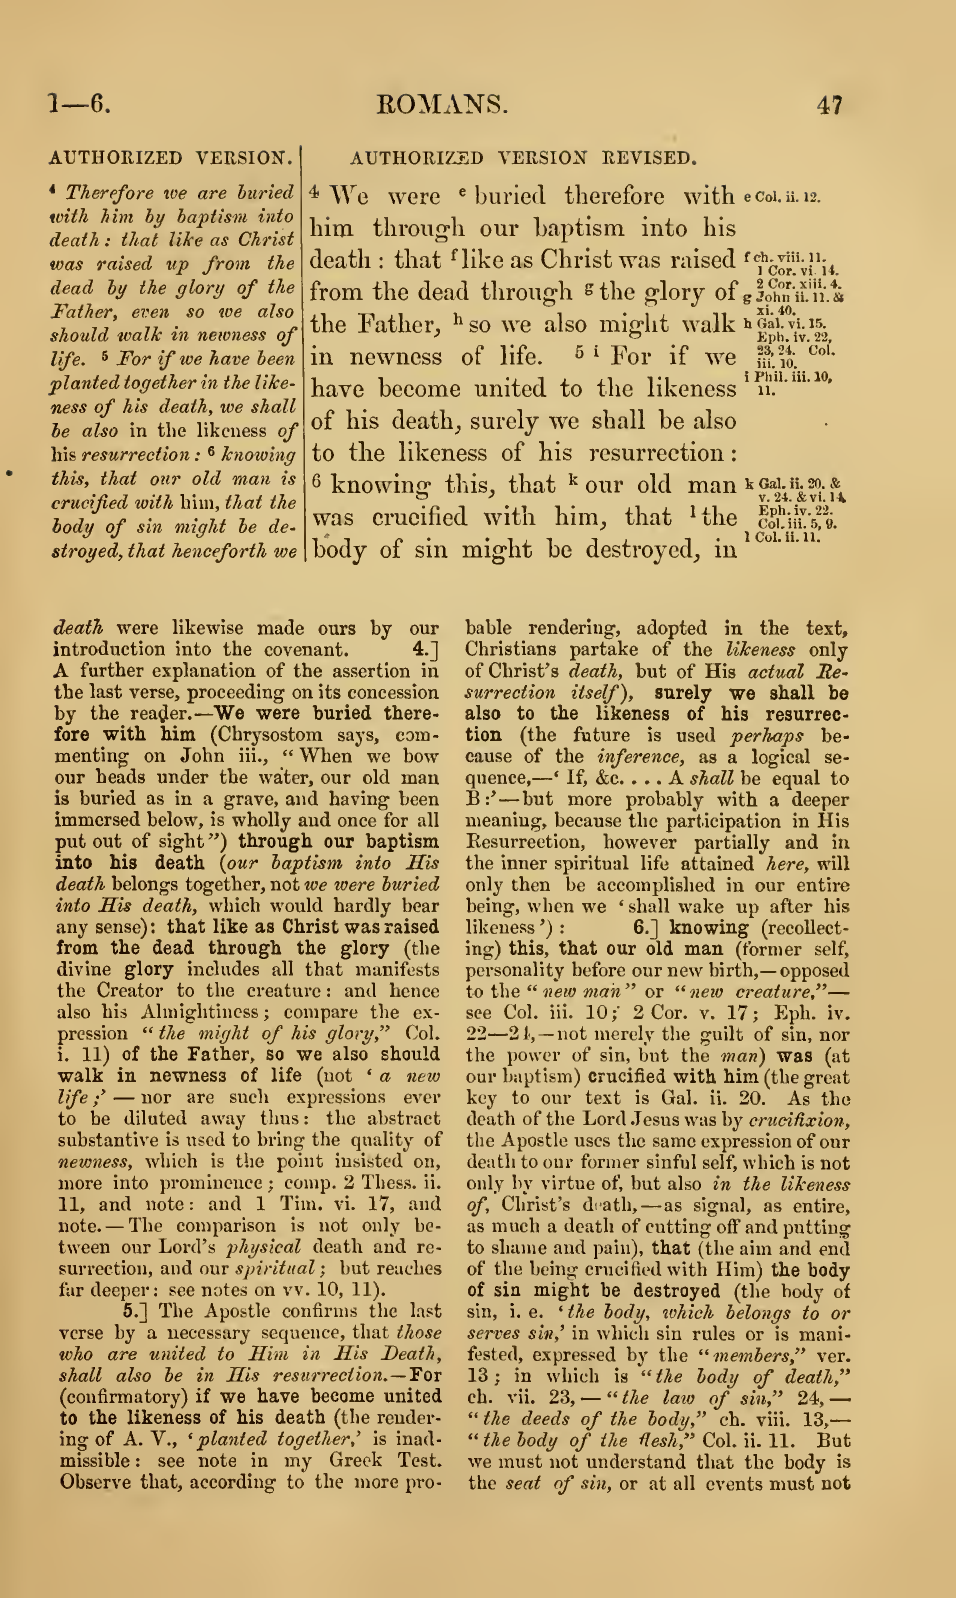 1—6.
ROMANS.
47
AUTHORIZED VERSION.
4 Therefore we are buried
with him by baptism into
death: that like as Christ
was raised up from the
dead by the glory of the
Father, even so we also
should walk in newness of
life. 5 For if we have been
planted together in the like-
ness of his death, we shall
be also in the likeness of
his resurrection: 6 knowing
this, that our old man is
crucified with him, that the
body of sin might be de-
stroyed, that henceforth we
AUTHORIZED VERSION REVISED.
4 We were e buried therefore with
him through our baptism into his
death: that f like as Christ was raised
from the dead through g the glory of
the Father, h so we also might walk
in newness of life. 5 i For if we
have become united to the likeness
of his death, surely we shall be also
to the likeness of his resurrection:
6 knowing this, that k our old man
was crucified with him, that l the
body of sin might be destroyed, in
e Col. ii. 12.
f ch. viii. 11.
1 Cor. vi. 14.
2 Cor. xiii. 4.
g John ii. 11. &
xi. 40.
h Gal. vi. 15.
Eph. iv. 22,
23, 24. Col.
iii. 10.
i Phil. iii. 10,
11.
k Gal. ii. 20. &
v. 24. & vi. 14.
Eph. iv. 22.
Col. iii. 5, 9.
l Col. ii. 11.
death were likewise made ours by our
introduction into the covenant. 4.]
A further explanation of the assertion in
the last verse, proceeding on its concession
by the reader.—We were buried there-
fore with him (Chrysostom says, com-
menting on John iii., "When we bow
our heads under the water, our old man
is buried as in a grave, and having been
immersed below, is wholly and once for all
put out of sight") through our baptism
into his death (our baptism into His
death belongs together, not we were buried
into His death, which would hardly bear
any sense): that like as Christ was raised
from the dead through the glory (the
divine glory includes all that manifests
the Creator to the creature: and hence
also his Almightiness; compare the ex-
pression "the might of his glory," Col.
i. 11) of the Father, so we also should
walk in newness of life (not 'a new
life;' — nor are such expressions ever
to be diluted away thus: the abstract
substantive is used to bring the quality of
newness, which is the point insisted on,
more into prominence; comp. 2 Thess. ii.
11, and note: and 1 Tim. vi. 17, and
note.—The comparison is not only be-
tween our Lord's physical death and re-
surrection, and our spiritual; but reaches
far deeper: see notes on vv. 10, 11).
5.] The Apostle confirms the last
verse by a necessary sequence, that those
who are united to Him in His Death,
shall also be in His resurrection.—For
(confirmatory) if we have become united
to the likeness of his death (the render-
ing of A. V., 'planted together,' is inad-
missible: see note in my Greek Test.
Observe that, according to the more pro-
bable rendering, adopted in the text,
Christians partake of the likeness only
of Christ's death, but of His actual Re-
surrection itself), surely we shall be
also to the likeness of his resurrec-
tion (the future is used perhaps be-
cause of the inference, as a logical se-
quence,—'If, &c. . . . A shall be equal to
B:'—but more probably with a deeper
meaning, because the participation in His
Resurrection, however partially and in
the inner spiritual life attained here, will
only then be accomplished in our entire
being, when we 'shall wake up after his
likeness'): 6.] knowing (recollect-
ing) this, that our old man (former self,
personality before our new birth,—opposed
to the "new man" or "new creature,"—
see Col. iii. 10; 2 Cor. v. 17; Eph. iv.
22—24,—not merely the guilt of sin, nor
the power of sin, but the man) was (at
our baptism) crucified with him (the great
key to our text is Gal. ii. 20. As the
death of the Lord Jesus was by crucifixion,
the Apostle uses the same expression of our
death to our former sinful self, which is not
only by virtue of, but also in the likeness
of, Christ's death,—as signal, as entire,
as much a death of cutting off and putting
to shame and pain), that (the aim and end
of the being crucified with Him) the body
of sin might be destroyed (the body of
sin, i. e. 'the body, which belongs to or
serves sin,' in which sin rules or is mani-
fested, expressed by the "members," ver.
13; in which is "the body of death,"
ch. vii. 23,—"the law of sin," 24,—
"the deeds of the body," ch. viii. 13,—
"the body of the flesh," Col. ii. 11. But
we must not understand that the body is
the seat of sin, or at all events must not